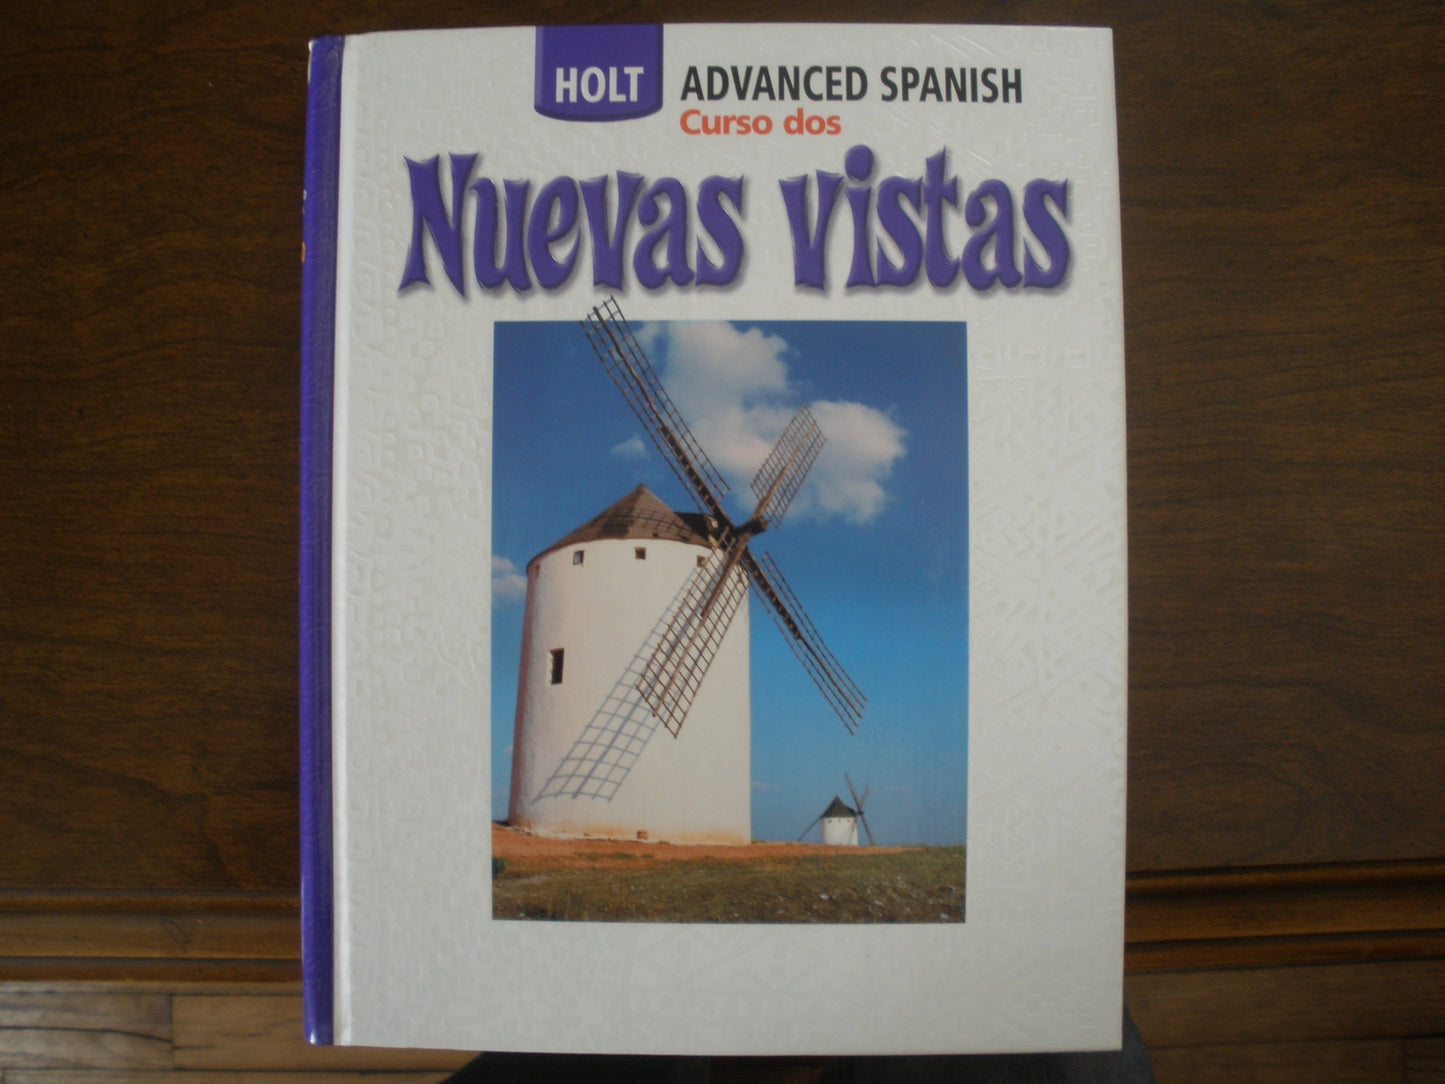 HOLT ADVANCED SPANISH
Curso dos
Nuevas vistas